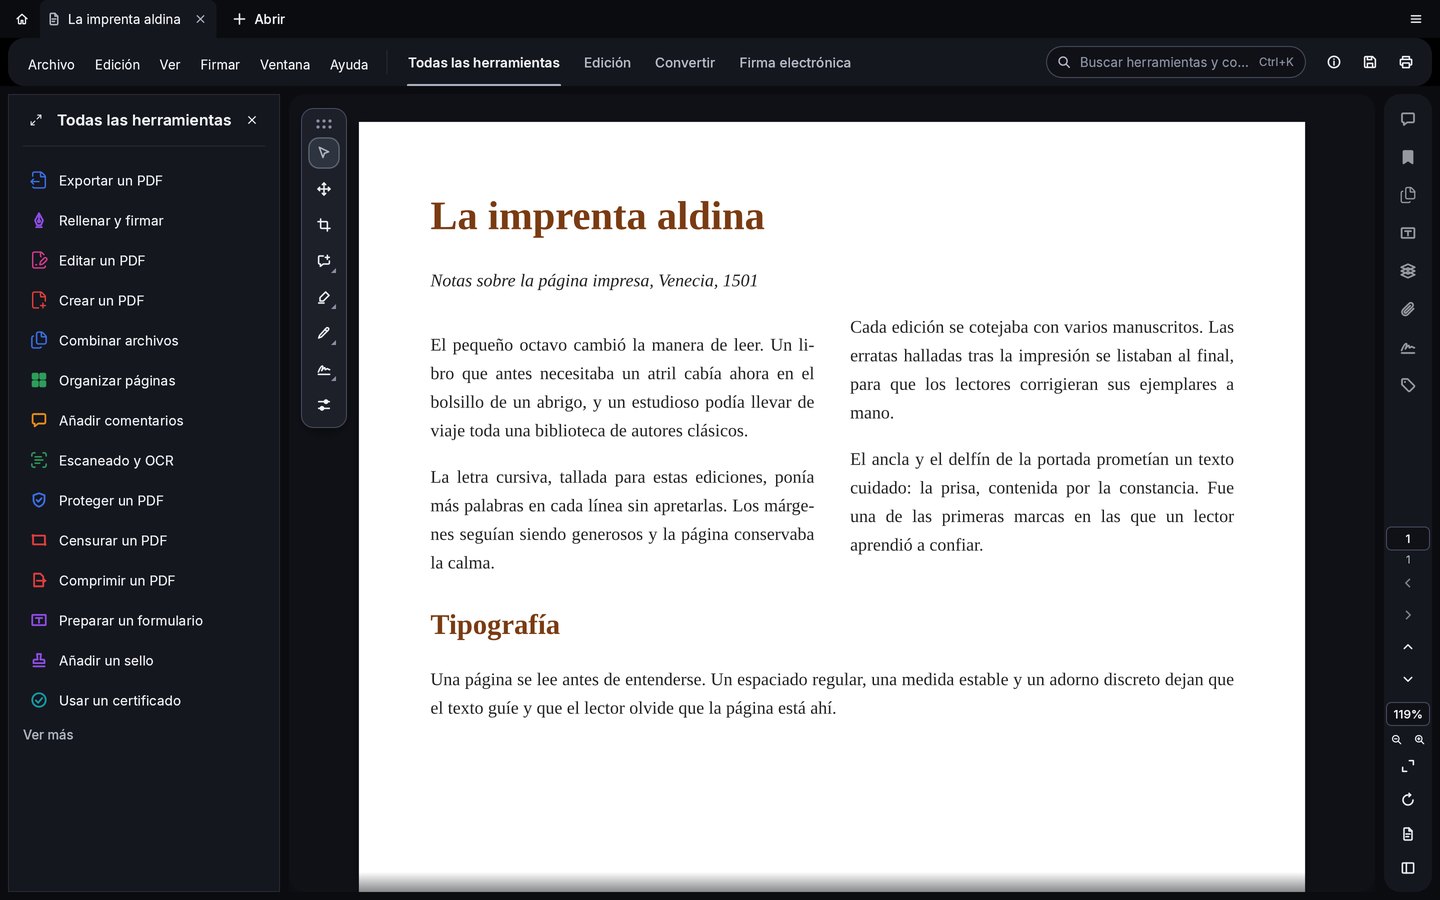 La imprenta aldina
Abrir
Archivo Edición Ver Firmar Ventana Ayuda
Todas las herramientas Edición Convertir Firma electrónica
Buscar herramientas y co... Ctrl+K
Todas las herramientas
Exportar un PDF
Rellenar y firmar
Editar un PDF
Crear un PDF
Combinar archivos
Organizar páginas
Añadir comentarios
Escaneado y OCR
Proteger un PDF
Censurar un PDF
Comprimir un PDF
Preparar un formulario
Añadir un sello
Usar un certificado
Ver más
La imprenta aldina
Notas sobre la página impresa, Venecia, 1501
El pequeño octavo cambió la manera de leer. Un li-
bro que antes necesitaba un atril cabía ahora en el
bolsillo de un abrigo, y un estudioso podía llevar de
viaje toda una biblioteca de autores clásicos.
La letra cursiva, tallada para estas ediciones, ponía
más palabras en cada línea sin apretarlas. Los márge-
nes seguían siendo generosos y la página conservaba
la calma.
Cada edición se cotejaba con varios manuscritos. Las
erratas halladas tras la impresión se listaban al final,
para que los lectores corrigieran sus ejemplares a
mano.
El ancla y el delfín de la portada prometían un texto
cuidado: la prisa, contenida por la constancia. Fue
una de las primeras marcas en las que un lector
aprendió a confiar.
Tipografía
Una página se lee antes de entenderse. Un espaciado regular, una medida estable y un adorno discreto dejan que
el texto guíe y que el lector olvide que la página está ahí.
1
1
119%